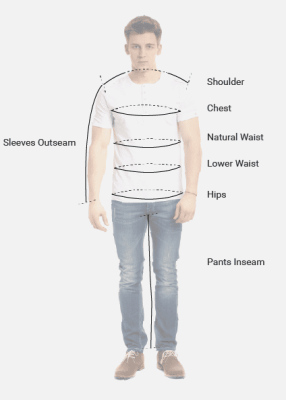 Shoulder
Chest
Natural Waist
Sleeves Outseam
Lower Waist
Hips
Pants Inseam